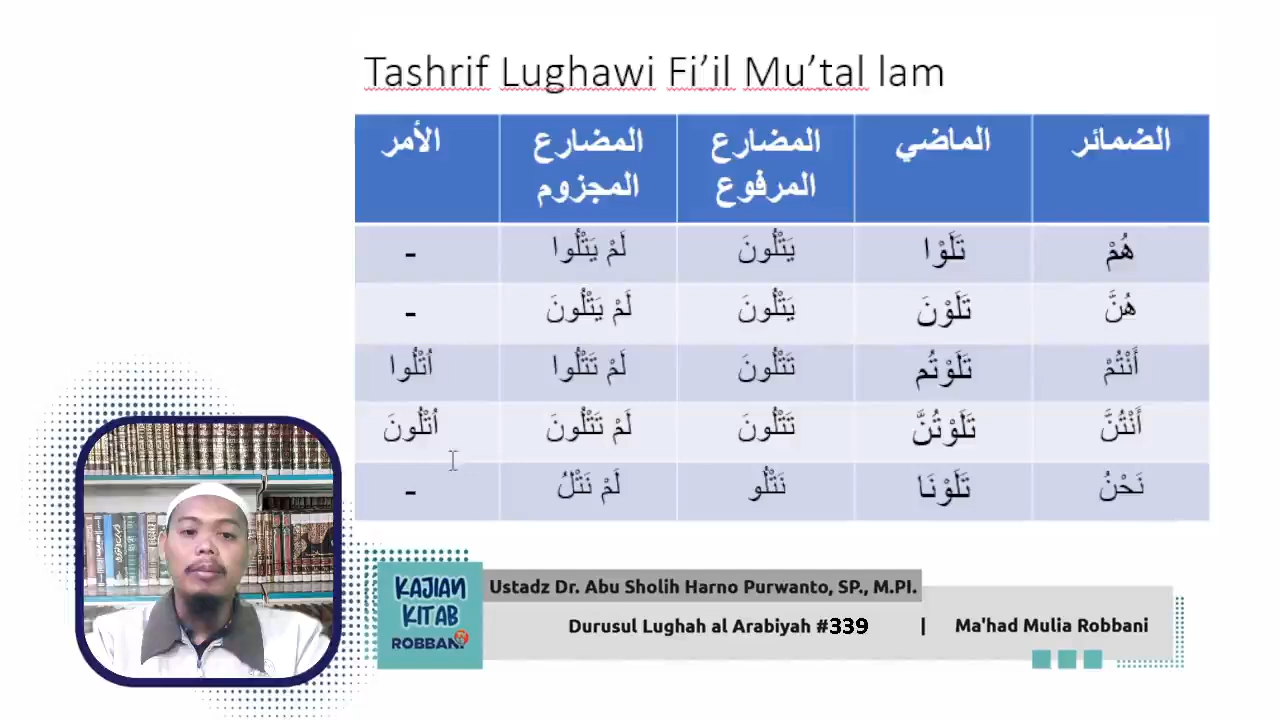 Tashrif Lughawi Fi’il Mu’tal lam
الضمائر الماضي المضارع المرفوع المضارع المجزوم الأمر
هُمْ تَلَوْا يَتْلُونَ لَمْ يَتْلُوا -
هُنَّ تَلَوْنَ يَتْلُونَ لَمْ يَتْلُونَ -
أَنْتُمْ تَلَوْتُم تَتْلُونَ لَمْ تَتْلُوا اُتْلُوا
أَنْتُنَّ تَلَوْتُنَّ تَتْلُونَ لَمْ تَتْلُونَ اُتْلُونَ
نَحْنُ تَلَوْنَا نَتْلُو لَمْ نَتْلُ -
KAJIAN
KITAB
ROBBANI
Ustadz Dr. Abu Sholih Harno Purwanto, SP., M.PI.
Durusul Lughah al Arabiyah #339 | Ma'had Mulia Robbani